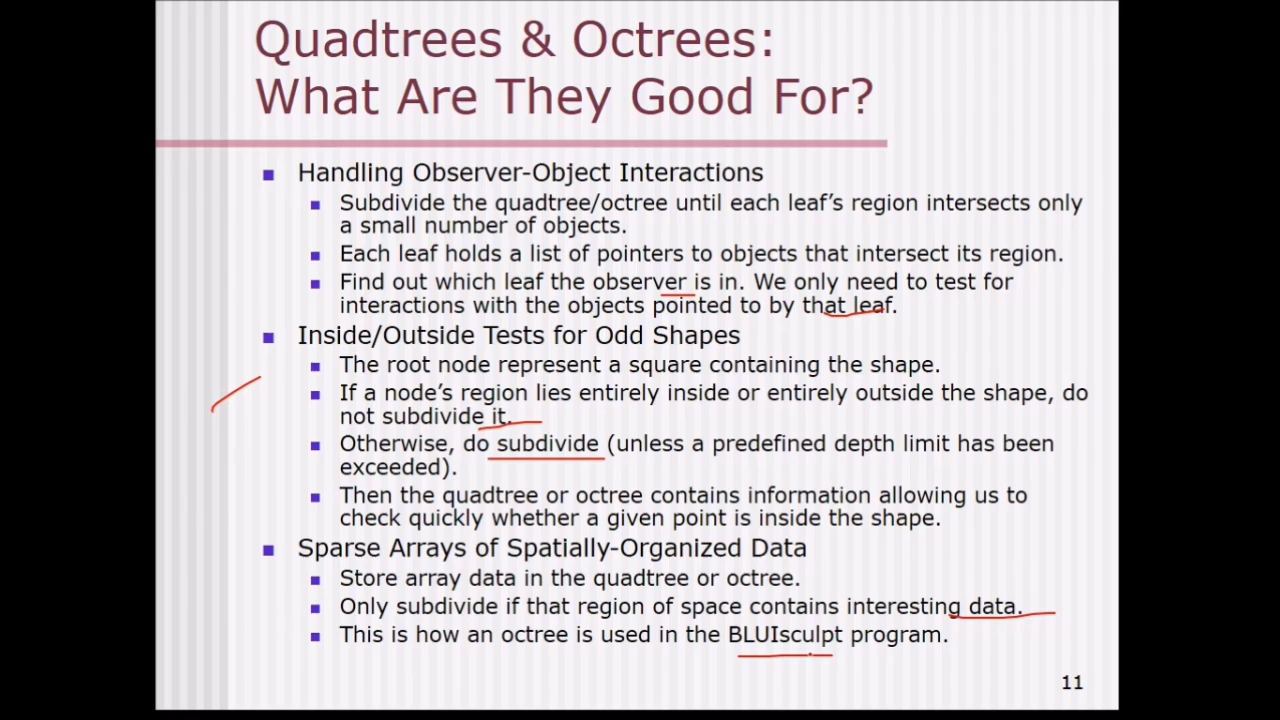 Quadtrees & Octrees:
What Are They Good For?
Handling Observer-Object Interactions
Subdivide the quadtree/octree until each leaf’s region intersects only
a small number of objects.
Each leaf holds a list of pointers to objects that intersect its region.
Find out which leaf the observer is in. We only need to test for
interactions with the objects pointed to by that leaf.
Inside/Outside Tests for Odd Shapes
The root node represent a square containing the shape.
If a node’s region lies entirely inside or entirely outside the shape, do
not subdivide it.
Otherwise, do subdivide (unless a predefined depth limit has been
exceeded).
Then the quadtree or octree contains information allowing us to
check quickly whether a given point is inside the shape.
Sparse Arrays of Spatially-Organized Data
Store array data in the quadtree or octree.
Only subdivide if that region of space contains interesting data.
This is how an octree is used in the BLUIsculpt program.
11